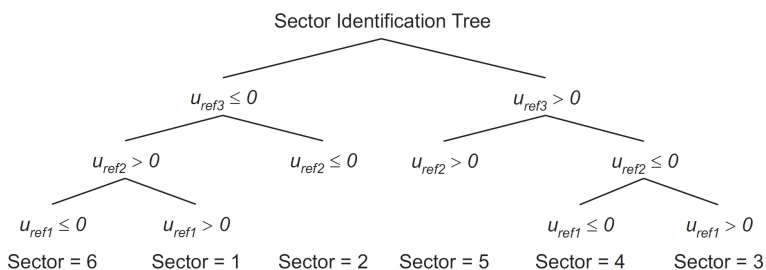 Sector Identification Tree
u_ref3 ≤ 0 u_ref3 > 0
u_ref2 > 0 u_ref2 ≤ 0 u_ref2 > 0 u_ref2 ≤ 0
u_ref1 ≤ 0 u_ref1 > 0 u_ref1 ≤ 0 u_ref1 > 0
Sector = 6 Sector = 1 Sector = 2 Sector = 5 Sector = 4 Sector = 3